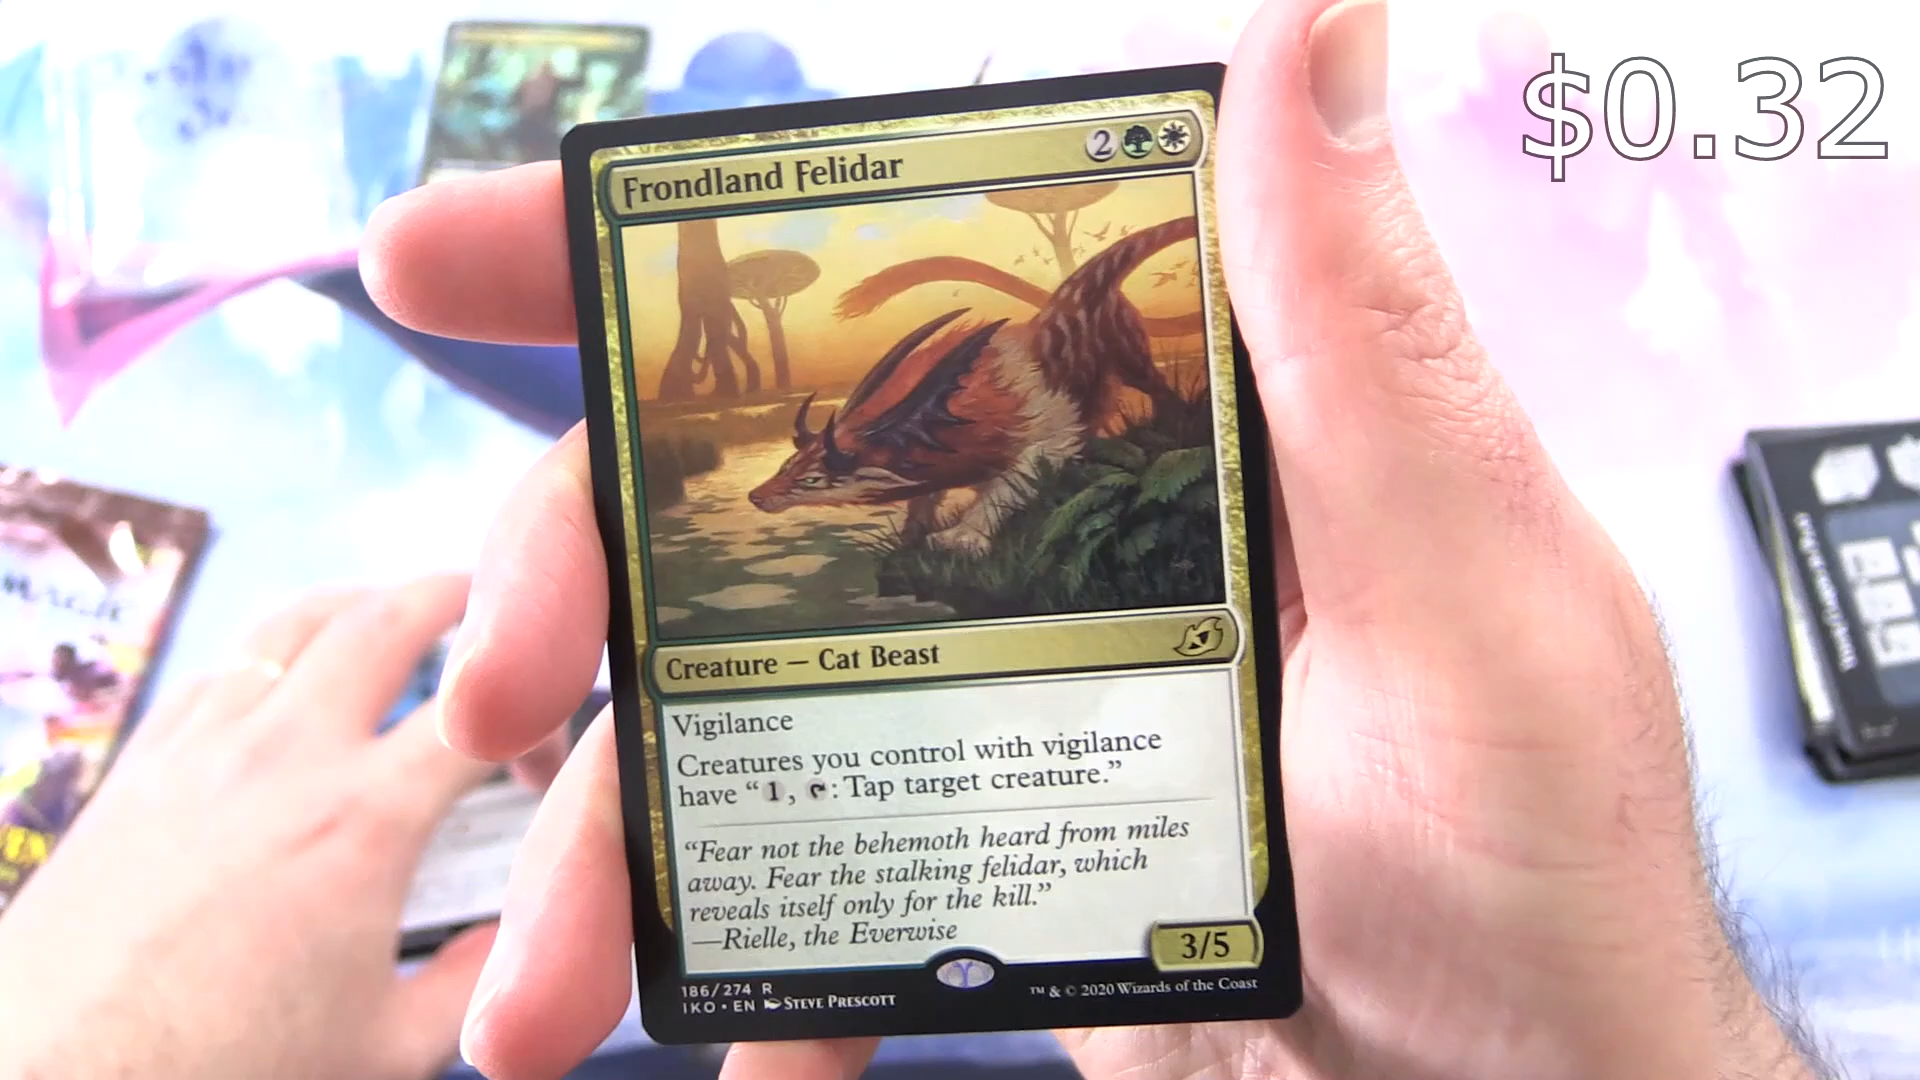 $0.32
Frondland Felidar
2
Creature — Cat Beast
Vigilance
Creatures you control with vigilance
have “1, : Tap target creature.”
“Fear not the behemoth heard from miles
away. Fear the stalking felidar, which
reveals itself only for the kill.”
—Rielle, the Everwise
3/5
186/274 R
IKO • EN STEVE PRESCOTT
™ & © 2020 Wizards of the Coast
MAGIC